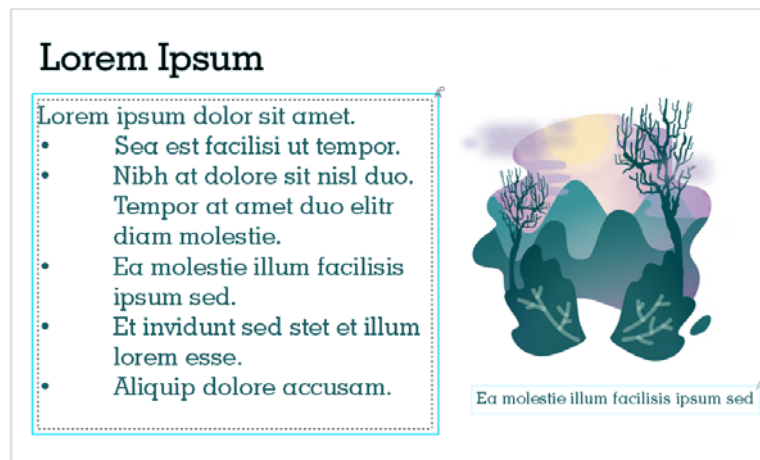 Lorem Ipsum
Lorem ipsum dolor sit amet.
• Sea est facilisi ut tempor.
• Nibh at dolore sit nisl duo.
Tempor at amet duo elitr
diam molestie.
• Ea molestie illum facilisis
ipsum sed.
• Et invidunt sed stet et illum
lorem esse.
• Aliquip dolore accusam.
Ea molestie illum facilisis ipsum sed